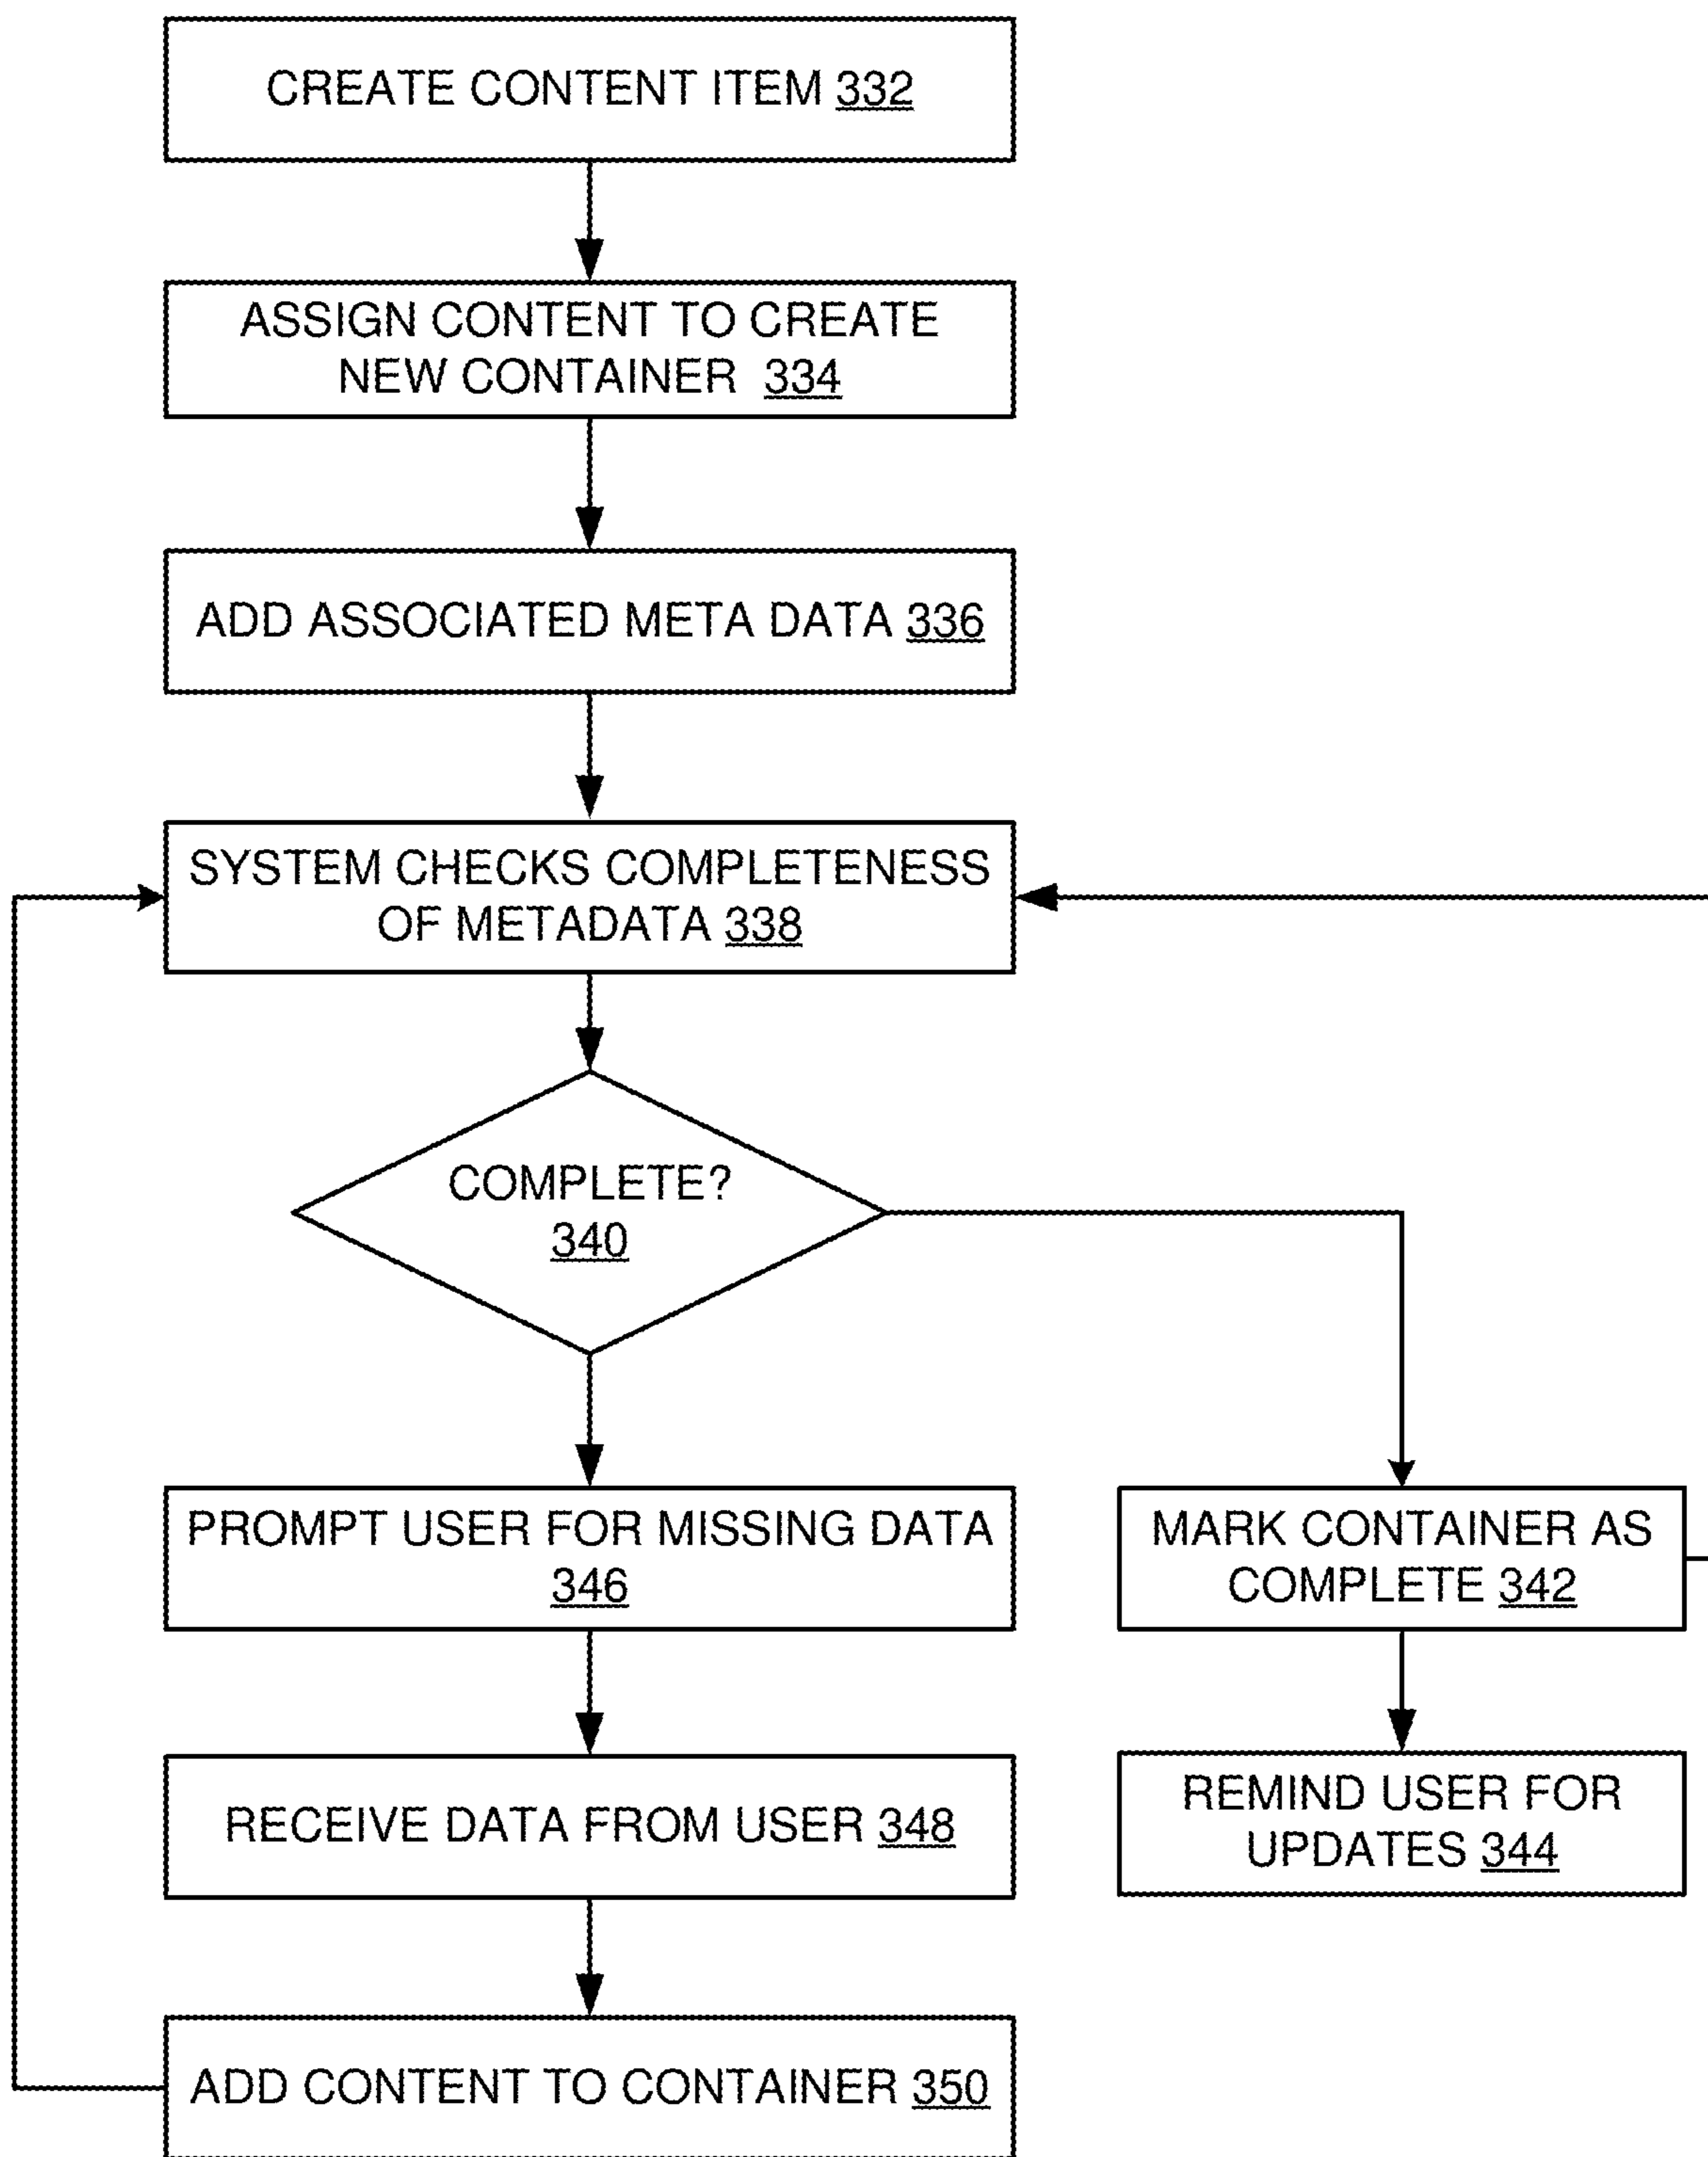 CREATE CONTENT ITEM 332
ASSIGN CONTENT TO CREATE
NEW CONTAINER 334
ADD ASSOCIATED META DATA 336
SYSTEM CHECKS COMPLETENESS
OF METADATA 338
COMPLETE?
340
PROMPT USER FOR MISSING DATA
346
MARK CONTAINER AS
COMPLETE 342
RECEIVE DATA FROM USER 348
REMIND USER FOR
UPDATES 344
ADD CONTENT TO CONTAINER 350